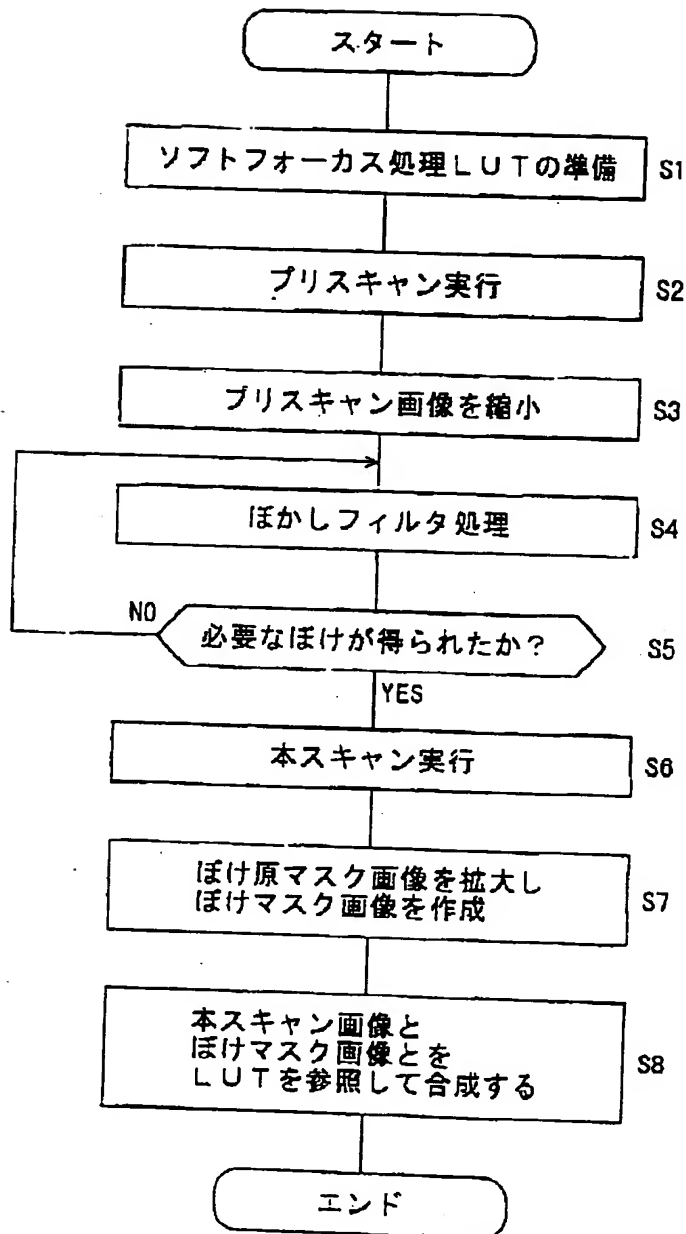 スタート
ソフトフォーカス処理LUTの準備 S1
プリスキャン実行 S2
プリスキャン画像を縮小 S3
ぼかしフィルタ処理 S4
NO
必要なぼけが得られたか？ S5
YES
本スキャン実行 S6
ぼけ原マスク画像を拡大し
ぼけマスク画像を作成 S7
本スキャン画像と
ぼけマスク画像とを S8
LUTを参照して合成する
エンド